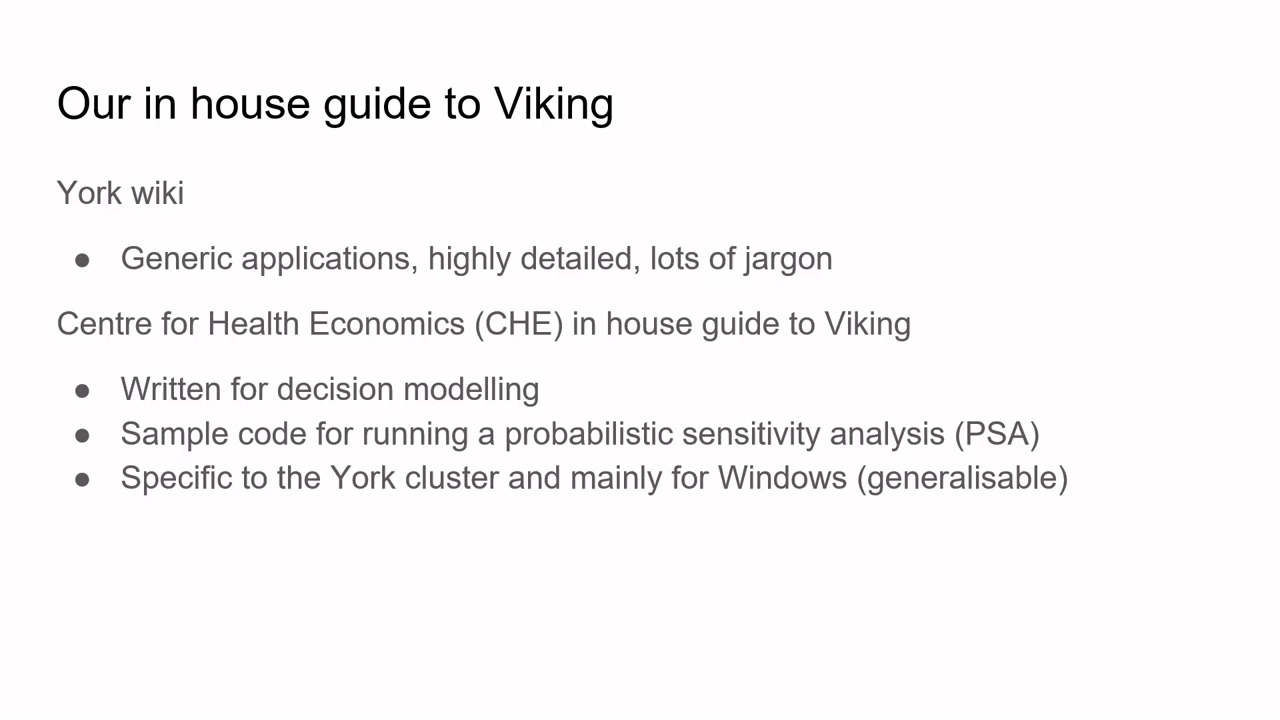 Our in house guide to Viking
York wiki
● Generic applications, highly detailed, lots of jargon
Centre for Health Economics (CHE) in house guide to Viking
● Written for decision modelling
● Sample code for running a probabilistic sensitivity analysis (PSA)
● Specific to the York cluster and mainly for Windows (generalisable)